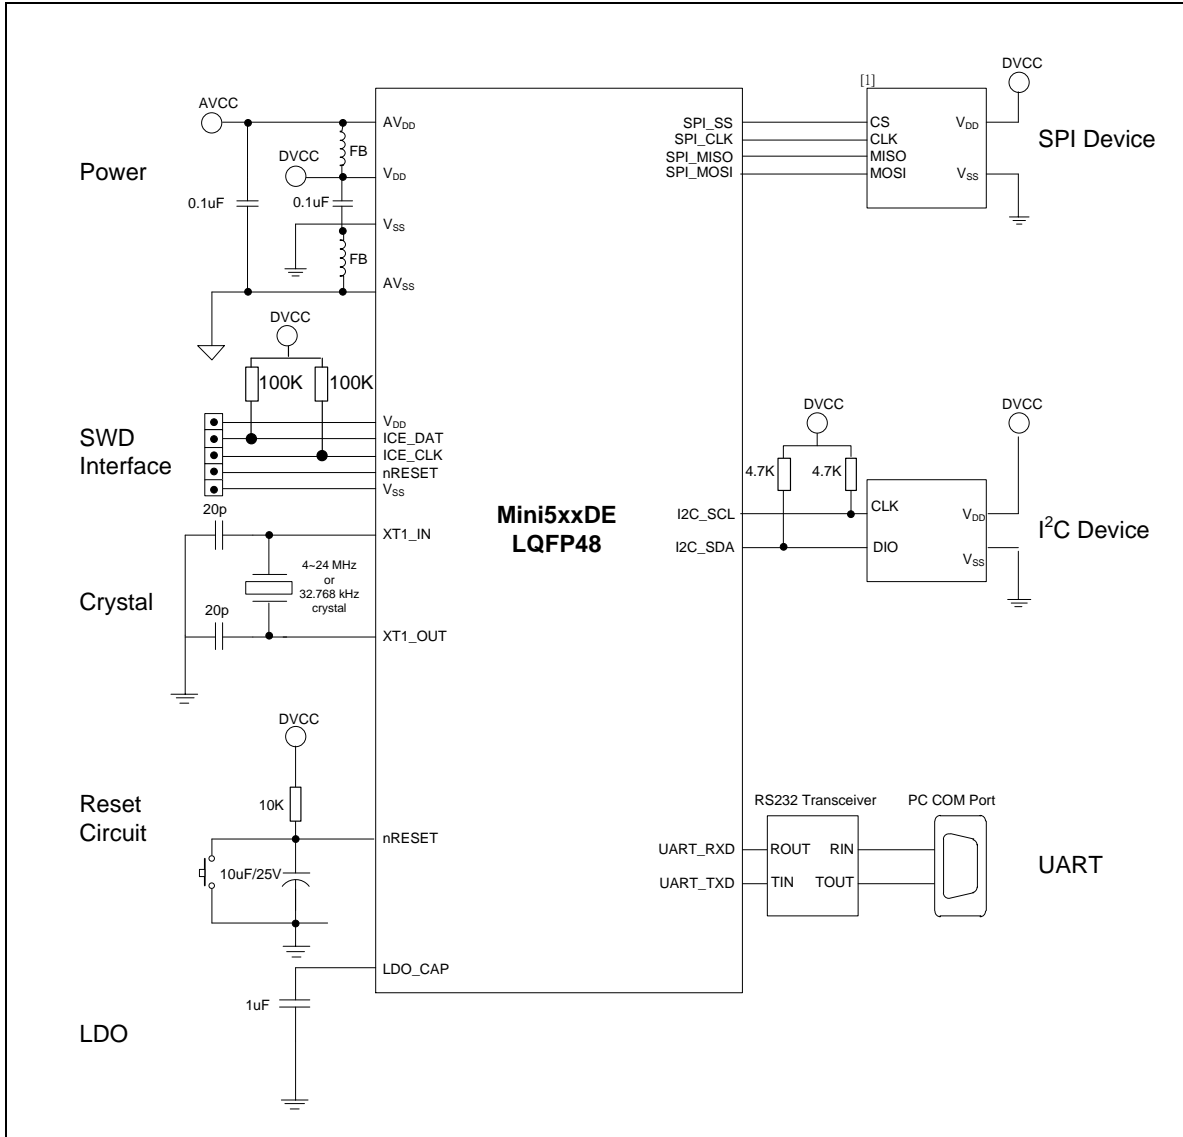 Power
AVCC
DVCC
FB
0.1uF
0.1uF
FB
AVDD
VDD
VSS
AVSS
SWD
Interface
DVCC
100K
100K
VDD
ICE_DAT
ICE_CLK
nRESET
VSS
Crystal
20p
20p
4~24 MHz
or
32.768 kHz
crystal
XT1_IN
XT1_OUT
Reset
Circuit
DVCC
10K
10uF/25V
nRESET
LDO
1uF
LDO_CAP
Mini5xxDE
LQFP48
SPI_SS
SPI_CLK
SPI_MISO
SPI_MOSI
[1]
CS
CLK
MISO
MOSI
VDD
VSS
DVCC
SPI Device
DVCC
4.7K
4.7K
I2C_SCL
I2C_SDA
CLK
DIO
VDD
VSS
DVCC
I2C Device
RS232 Transceiver
PC COM Port
UART_RXD
UART_TXD
ROUT
RIN
TIN
TOUT
UART